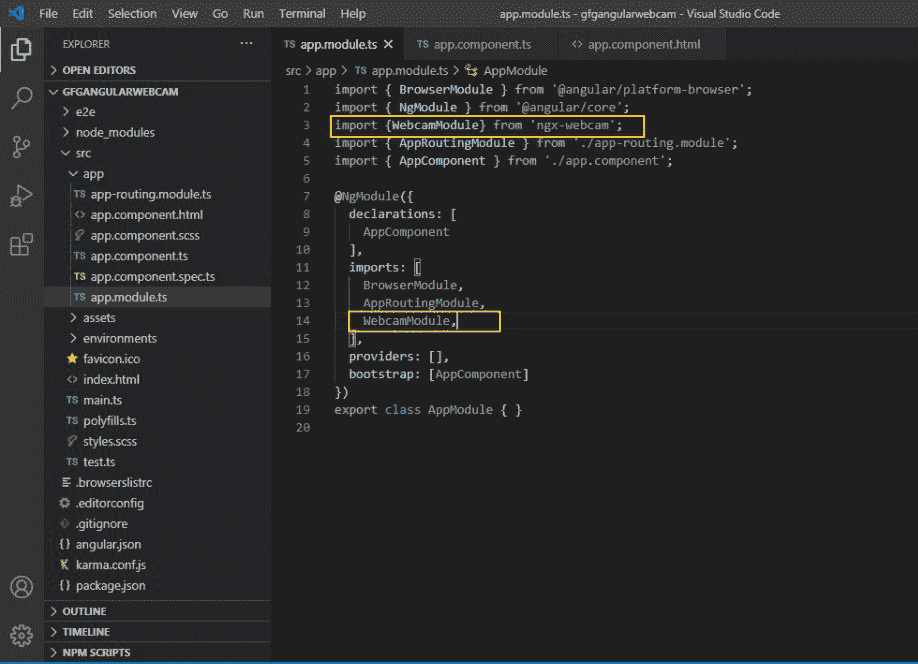 File Edit Selection View Go Run Terminal Help app.module.ts - gfgangularwebcam - Visual Studio Code
EXPLORER ···
OPEN EDITORS
GFGANGULARWEBCAM
e2e
node_modules
src
app
TS app-routing.module.ts
<> app.component.html
app.component.scss
TS app.component.ts
TS app.component.spec.ts
TS app.module.ts
assets
environments
favicon.ico
<> index.html
TS main.ts
TS polyfills.ts
styles.scss
TS test.ts
.browserslistrc
.editorconfig
.gitignore
{} angular.json
karma.conf.js
{} package.json
OUTLINE
TIMELINE
NPM SCRIPTS
TS app.module.ts TS app.component.ts <> app.component.html
src > app > TS app.module.ts > AppModule
1 import { BrowserModule } from '@angular/platform-browser';
2 import { NgModule } from '@angular/core';
3 import {WebcamModule} from 'ngx-webcam';
4 import { AppRoutingModule } from './app-routing.module';
5 import { AppComponent } from './app.component';
6
7 @NgModule({
8 declarations: [
9 AppComponent
10 ],
11 imports: [
12 BrowserModule,
13 AppRoutingModule,
14 WebcamModule,
15 ],
16 providers: [],
17 bootstrap: [AppComponent]
18 })
19 export class AppModule { }
20